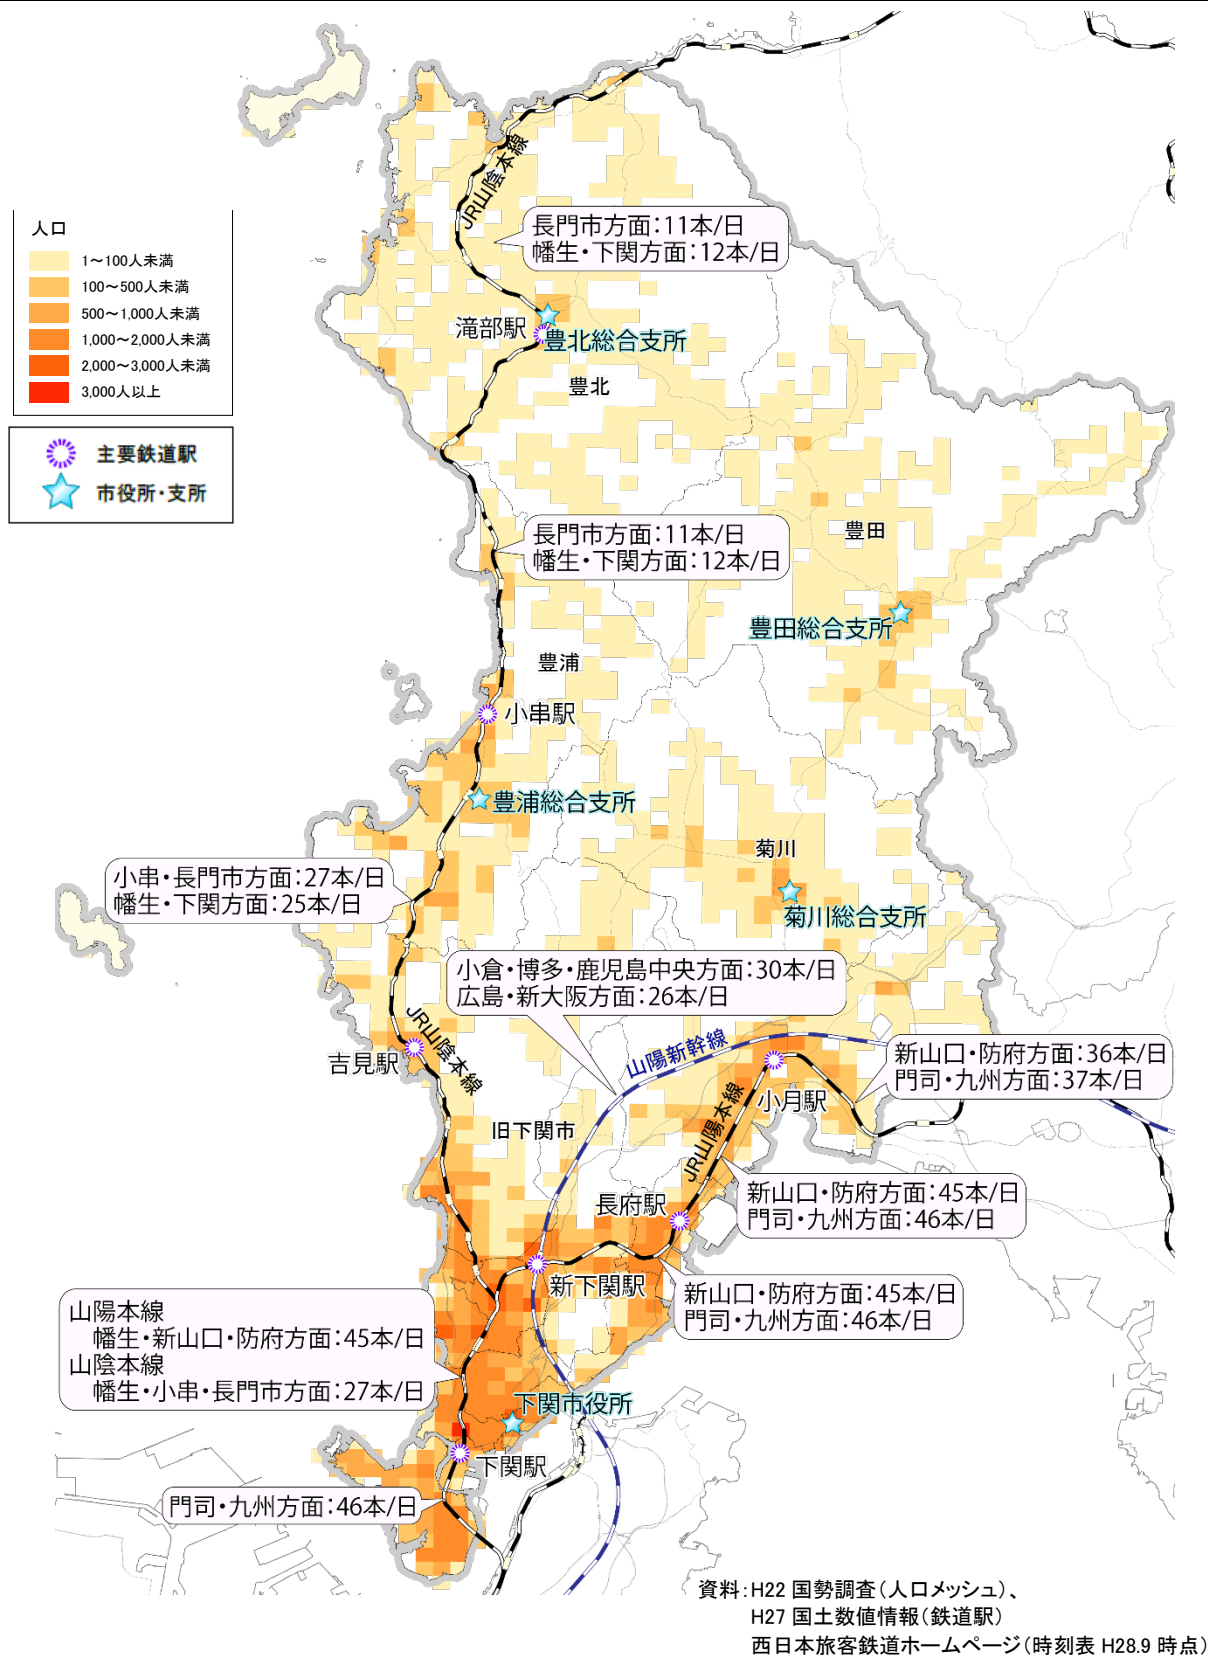 人口
1～100人未満
100～500人未満
500～1,000人未満
1,000～2,000人未満
2,000～3,000人未満
3,000人以上
主要鉄道駅
市役所・支所
JR山陰本線
長門市方面：11本/日
幡生・下関方面：12本/日
滝部駅
豊北総合支所
豊北
長門市方面：11本/日
幡生・下関方面：12本/日
豊田
豊田総合支所
豊浦
小串駅
豊浦総合支所
菊川
小串・長門市方面：27本/日
幡生・下関方面：25本/日
菊川総合支所
小倉・博多・鹿児島中央方面：30本/日
広島・新大阪方面：26本/日
JR山陰本線
山陽新幹線
吉見駅
新山口・防府方面：36本/日
門司・九州方面：37本/日
小月駅
旧下関市
JR山陽本線
新山口・防府方面：45本/日
門司・九州方面：46本/日
長府駅
新下関駅
新山口・防府方面：45本/日
門司・九州方面：46本/日
山陽本線
幡生・新山口・防府方面：45本/日
山陰本線
幡生・小串・長門市方面：27本/日
下関市役所
下関駅
門司・九州方面：46本/日
資料：H22 国勢調査（人口メッシュ）、
H27 国土数値情報（鉄道駅）
西日本旅客鉄道ホームページ（時刻表 H28.9 時点）